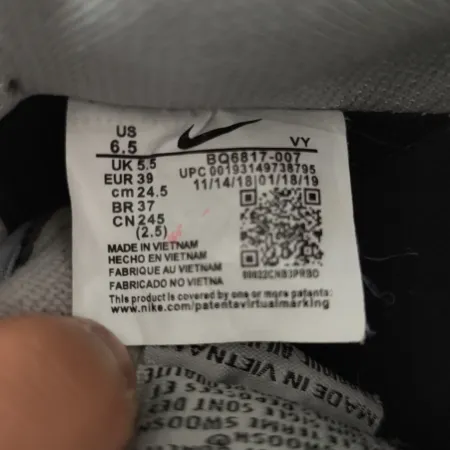 US
6.5
VY
UK 5.5
BQ6817-007
EUR 39
UPC 00193149738795
cm 24.5
11/14/18|01/18/19
BR 37
CN 245
(2.5)
MADE IN VIETNAM
HECHO EN VIETNAM
FABRIQUE AU VIETNAM
FABRICADO NO VIETNA
This product is covered by one or more patents:
www.nike.com/patentsvirtualmarking
MADE IN VIETNAM